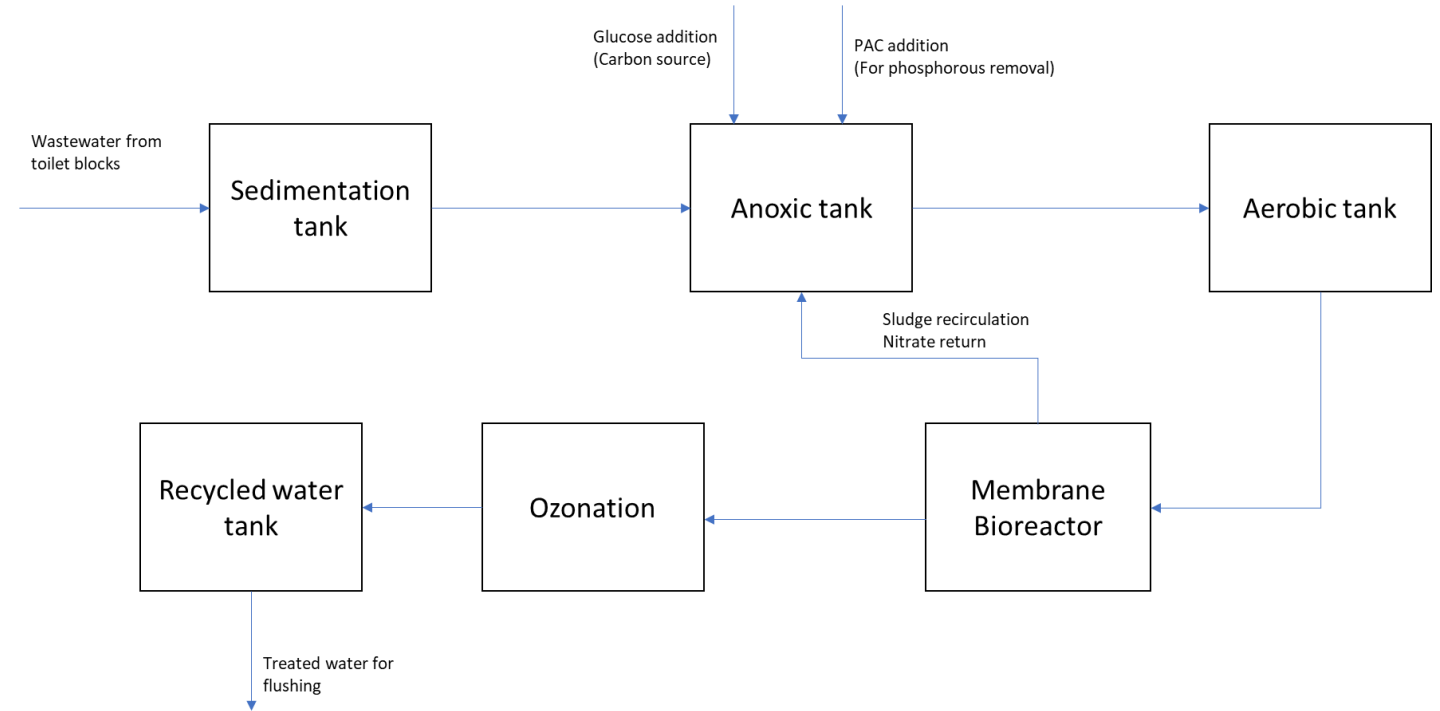 Glucose addition
(Carbon source)
PAC addition
(For phosphorous removal)
Wastewater from
toilet blocks
Sedimentation
tank
Anoxic tank
Aerobic tank
Sludge recirculation
Nitrate return
Recycled water
tank
Ozonation
Membrane
Bioreactor
Treated water for
flushing